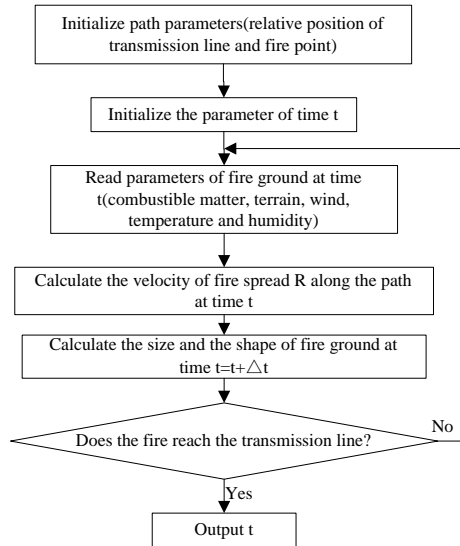 Initialize path parameters(relative position of
transmission line and fire point)
Initialize the parameter of time t
Read parameters of fire ground at time
t(combustible matter, terrain, wind,
temperature and humidity)
Calculate the velocity of fire spread R along the path
at time t
Calculate the size and the shape of fire ground at
time t=t+△t
Does the fire reach the transmission line?
No
Yes
Output t